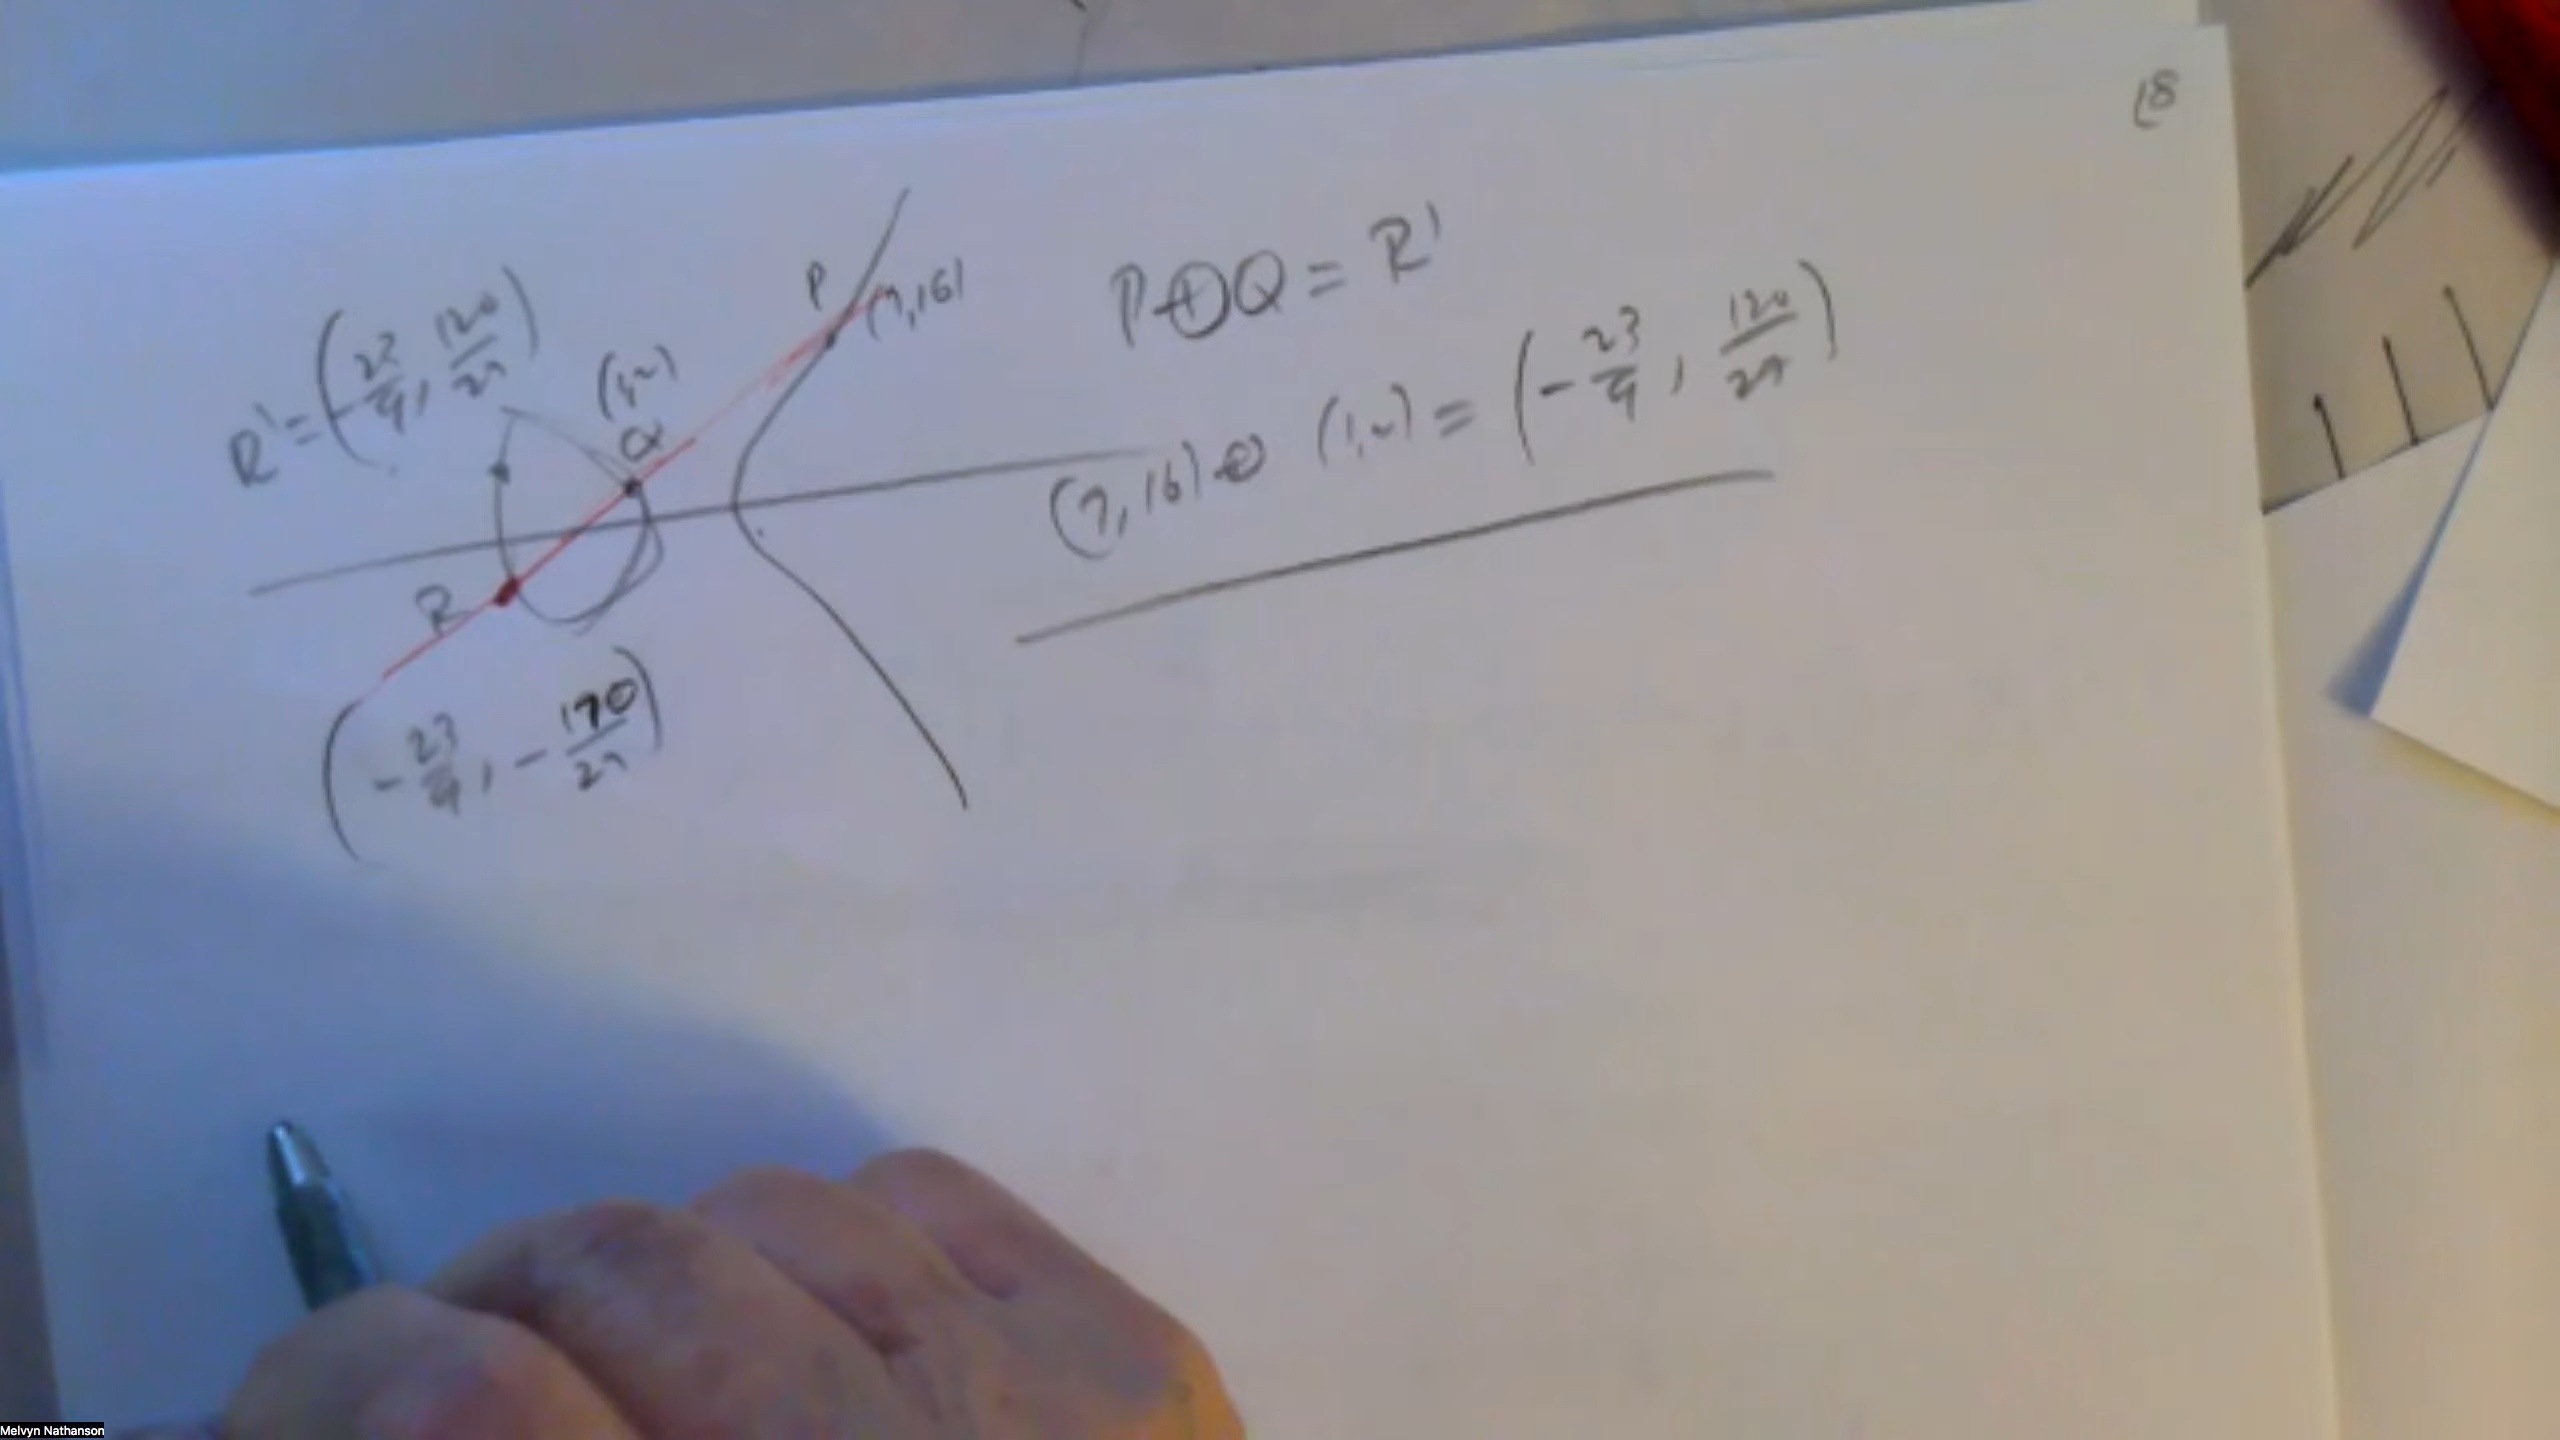 18
P (7,16)
R' = (-23/9, 120/27)
(1,2)
Q
R
(-23/9, -170/27)
P⊕Q = R'
(7,16) ⊕ (1,2) = (-23/9, 120/27)
Melvyn Nathanson